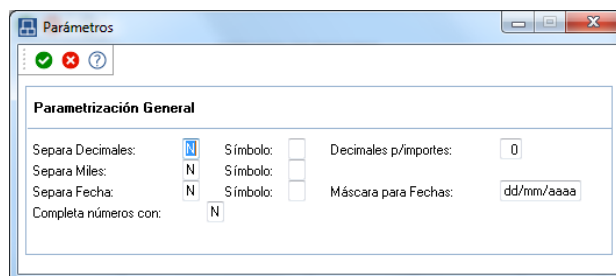 Parámetros
Parametrización General
Separa Decimales: N Símbolo: Decimales p/importes: 0
Separa Miles: N Símbolo:
Separa Fecha: N Símbolo: Máscara para Fechas: dd/mm/aaaa
Completa números con: N